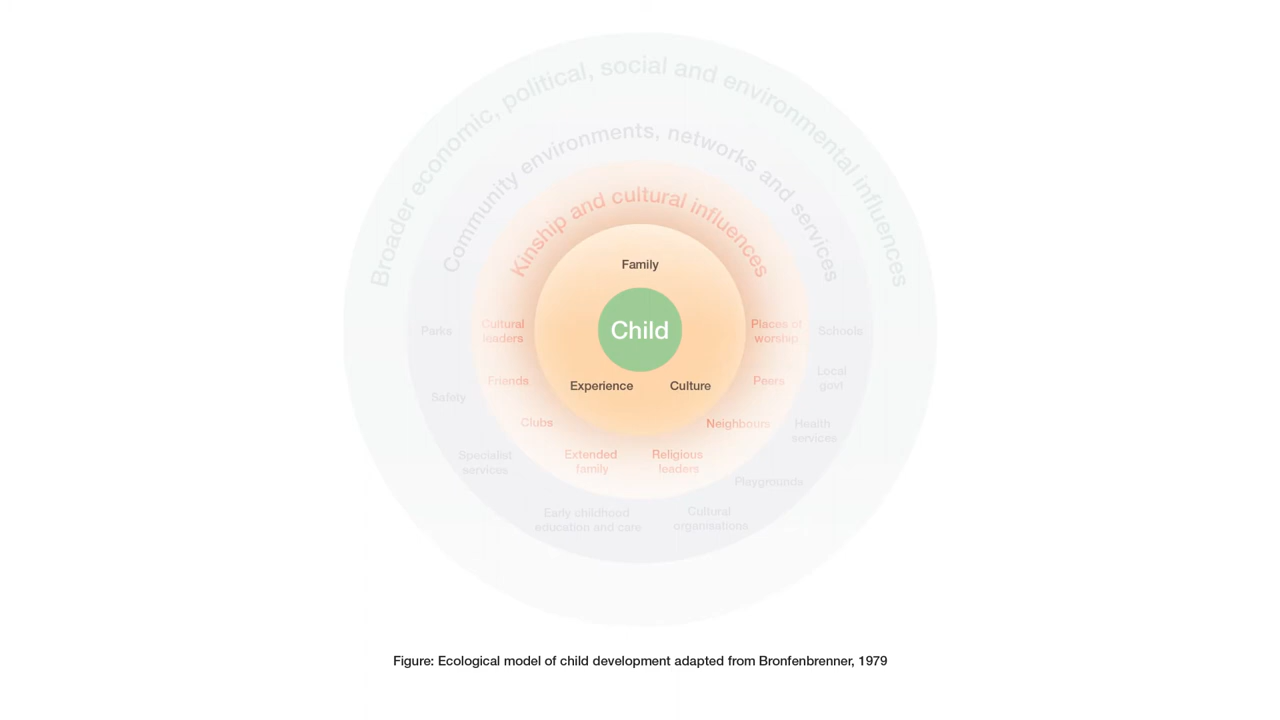 Broader economic, political, social and environmental influences
Community environments, networks and services
Kinship and cultural influences
Family
Child
Experience
Culture
Parks
Cultural
leaders
Places of
worship
Schools
Friends
Peers
Local
govt
Safety
Clubs
Neighbours
Health
services
Specialist
services
Extended
family
Religious
leaders
Playgrounds
Early childhood
education and care
Cultural
organisations
Figure: Ecological model of child development adapted from Bronfenbrenner, 1979